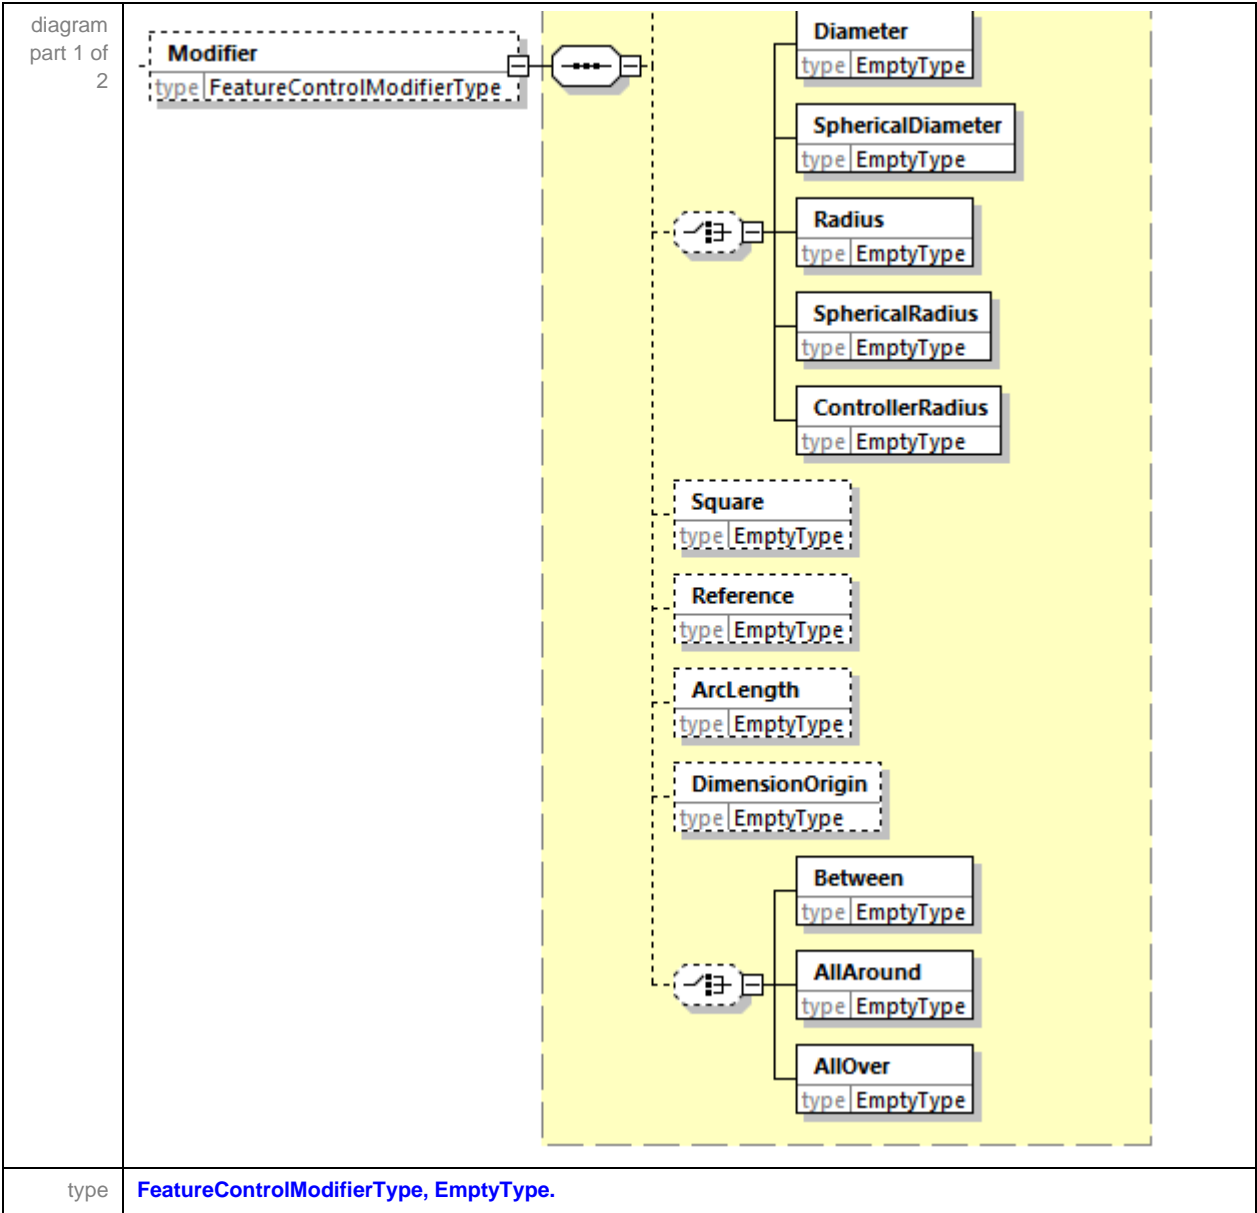 diagram
part 1 of
2
Modifier
type FeatureControlModifierType
Diameter
type EmptyType
SphericalDiameter
type EmptyType
Radius
type EmptyType
SphericalRadius
type EmptyType
ControllerRadius
type EmptyType
Square
type EmptyType
Reference
type EmptyType
ArcLength
type EmptyType
DimensionOrigin
type EmptyType
Between
type EmptyType
AllAround
type EmptyType
AllOver
type EmptyType
type FeatureControlModifierType, EmptyType.